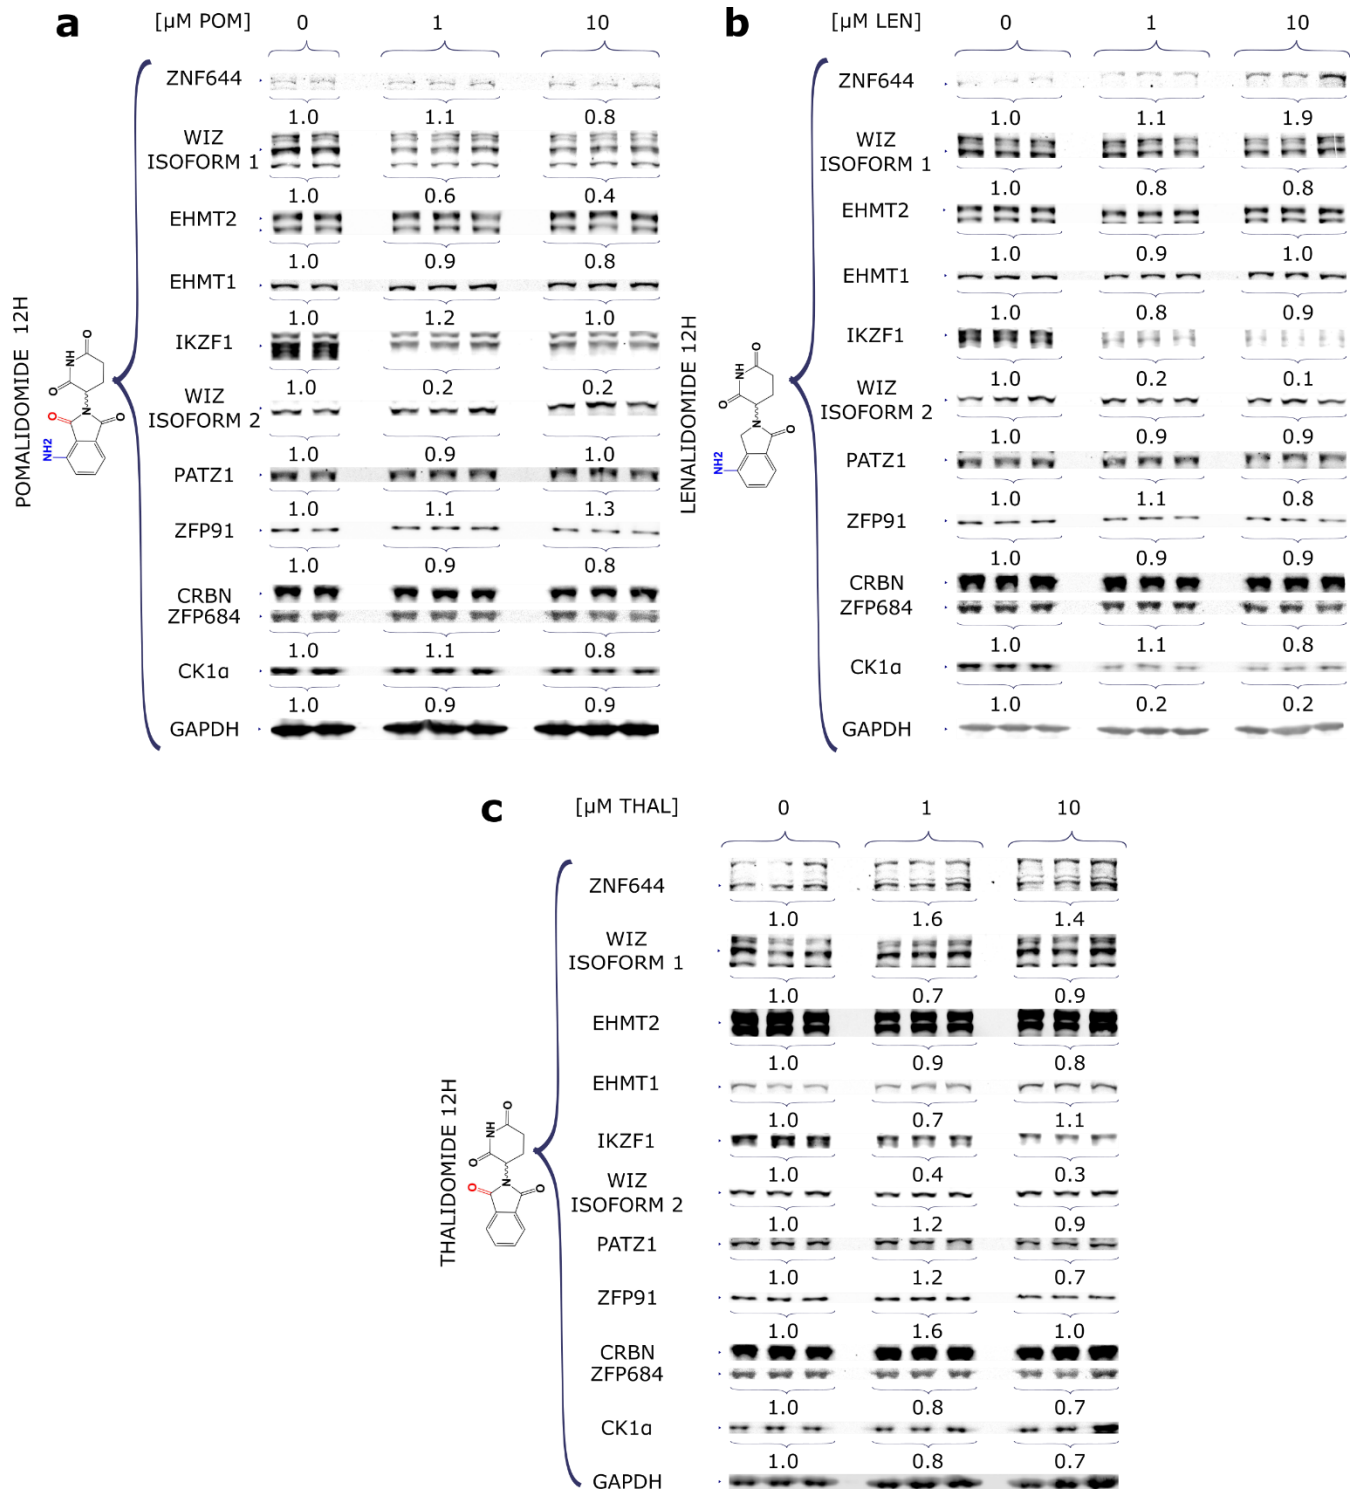 a
[µM POM] 0 1 10
POMALIDOMIDE 12H
O
NH
O
O
N
O
NH2
ZNF644
1.0 1.1 0.8
WIZ
ISOFORM 1
1.0 0.6 0.4
EHMT2
1.0 0.9 0.8
EHMT1
1.0 1.2 1.0
IKZF1
1.0 0.2 0.2
WIZ
ISOFORM 2
1.0 0.9 1.0
PATZ1
1.0 1.1 1.3
ZFP91
1.0 0.9 0.8
CRBN
ZFP684
1.0 1.1 0.8
CK1α
1.0 0.9 0.9
GAPDH
b
[µM LEN] 0 1 10
LENALIDOMIDE 12H
O
NH
O
N
O
NH2
ZNF644
1.0 1.1 1.9
WIZ
ISOFORM 1
1.0 0.8 0.8
EHMT2
1.0 0.9 1.0
EHMT1
1.0 0.8 0.9
IKZF1
1.0 0.2 0.1
WIZ
ISOFORM 2
1.0 0.9 0.9
PATZ1
1.0 1.1 0.8
ZFP91
1.0 0.9 0.9
CRBN
ZFP684
1.0 1.1 0.8
CK1α
1.0 0.2 0.2
GAPDH
c
[µM THAL] 0 1 10
THALIDOMIDE 12H
O
NH
O
O
N
O
ZNF644
1.0 1.6 1.4
WIZ
ISOFORM 1
1.0 0.7 0.9
EHMT2
1.0 0.9 0.8
EHMT1
1.0 0.7 1.1
IKZF1
1.0 0.4 0.3
WIZ
ISOFORM 2
1.0 1.2 0.9
PATZ1
1.0 1.2 0.7
ZFP91
1.0 1.6 1.0
CRBN
ZFP684
1.0 0.8 0.7
CK1α
1.0 0.8 0.7
GAPDH